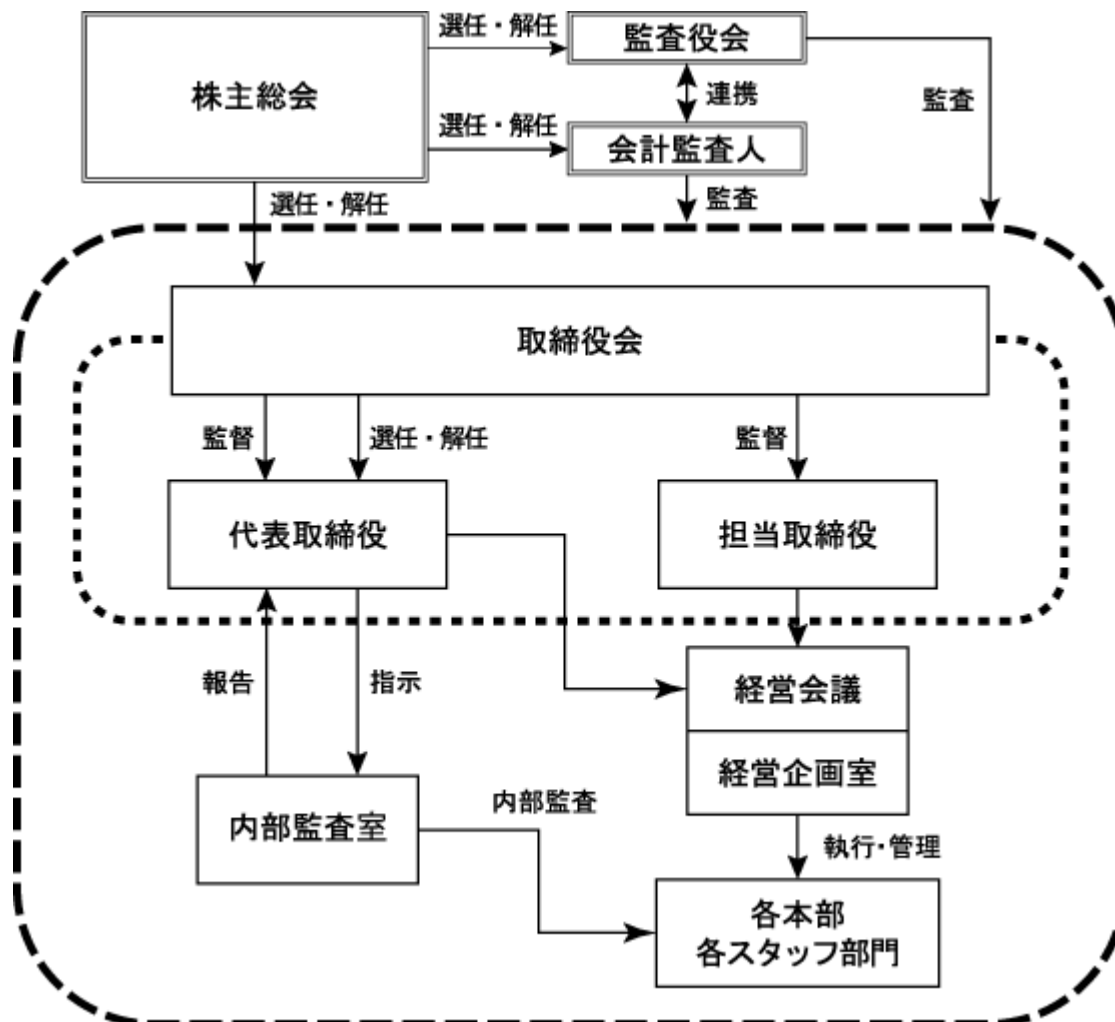 株主総会
選任・解任
監査役会
監査
連携
選任・解任
会計監査人
監査
選任・解任
取締役会
監督
選任・解任
監督
代表取締役
担当取締役
報告
指示
経営会議
経営企画室
内部監査室
内部監査
執行・管理
各本部
各スタッフ部門